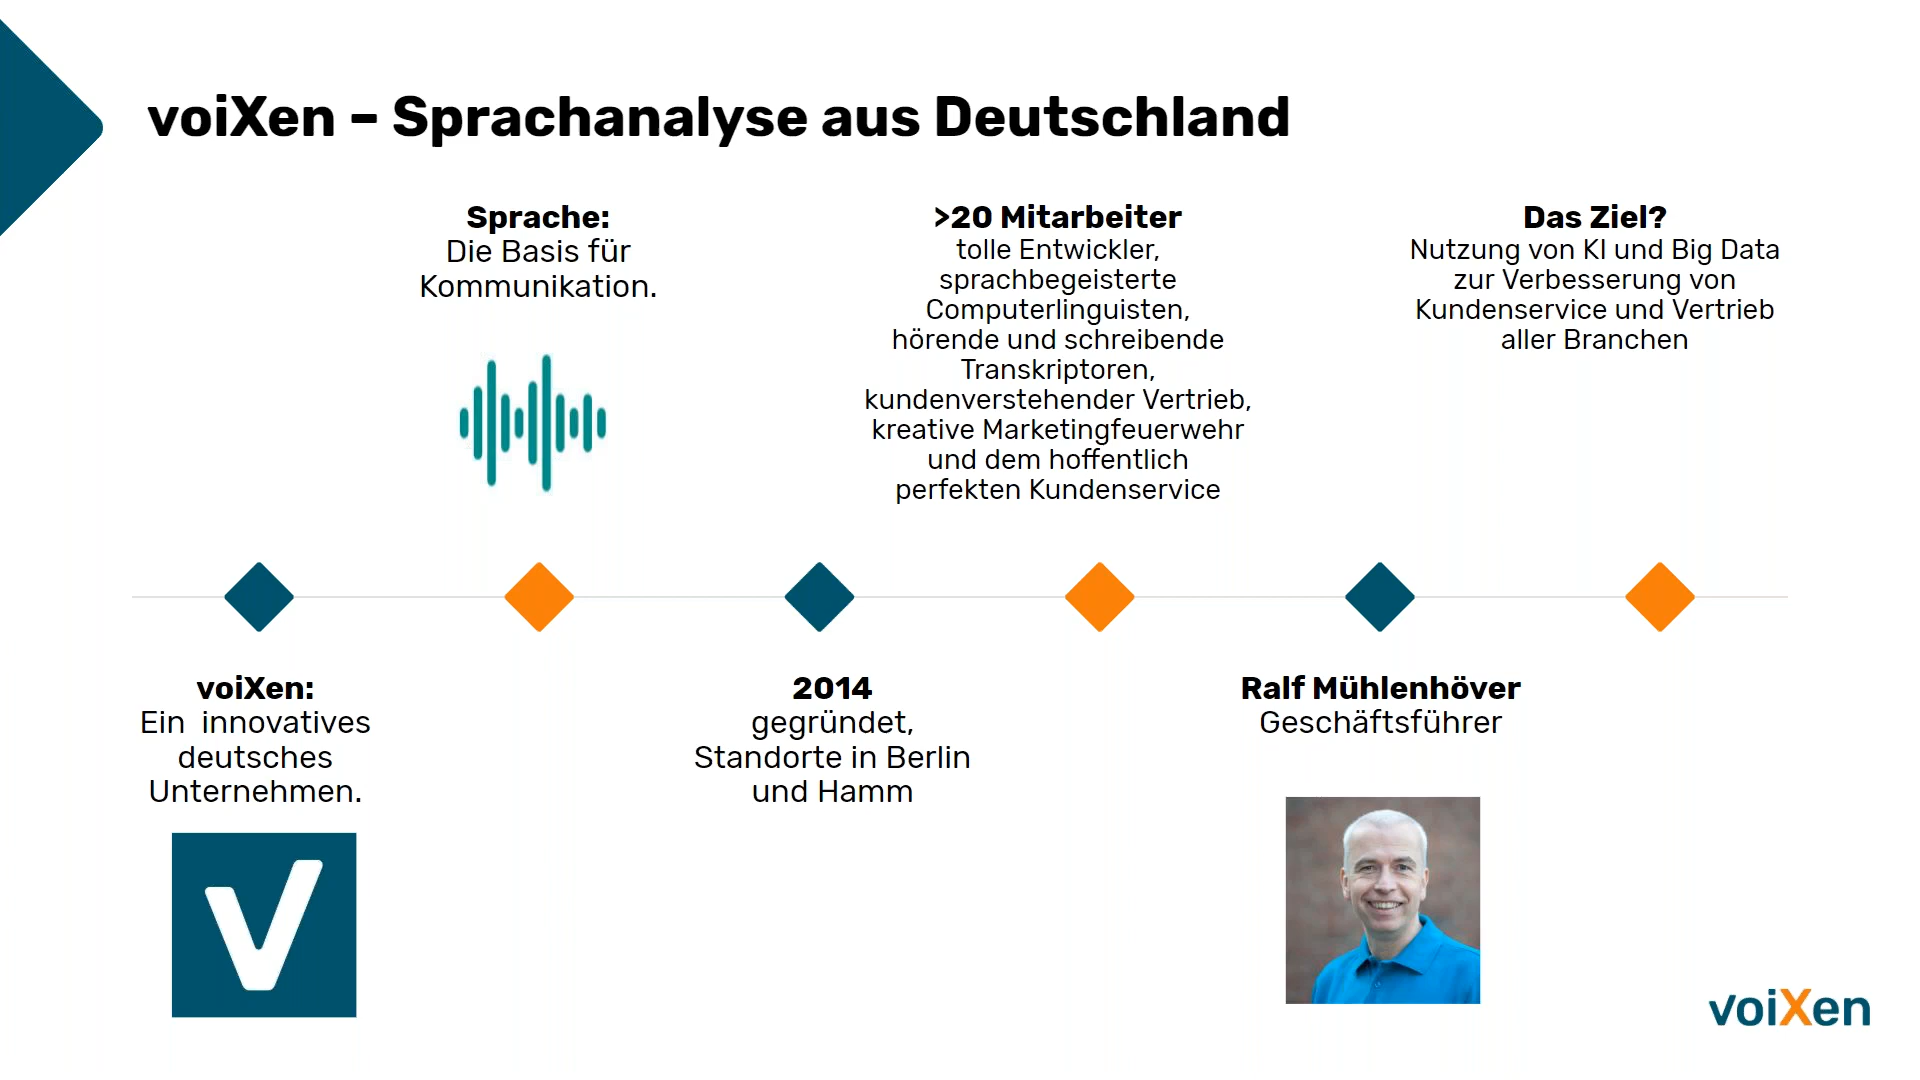 voiXen – Sprachanalyse aus Deutschland
Sprache:
Die Basis für
Kommunikation.
>20 Mitarbeiter
tolle Entwickler,
sprachbegeisterte
Computerlinguisten,
hörende und schreibende
Transkriptoren,
kundenverstehender Vertrieb,
kreative Marketingfeuerwehr
und dem hoffentlich
perfekten Kundenservice
Das Ziel?
Nutzung von KI und Big Data
zur Verbesserung von
Kundenservice und Vertrieb
aller Branchen
voiXen:
Ein innovatives
deutsches
Unternehmen.
V
2014
gegründet,
Standorte in Berlin
und Hamm
Ralf Mühlenhöver
Geschäftsführer
voiXen